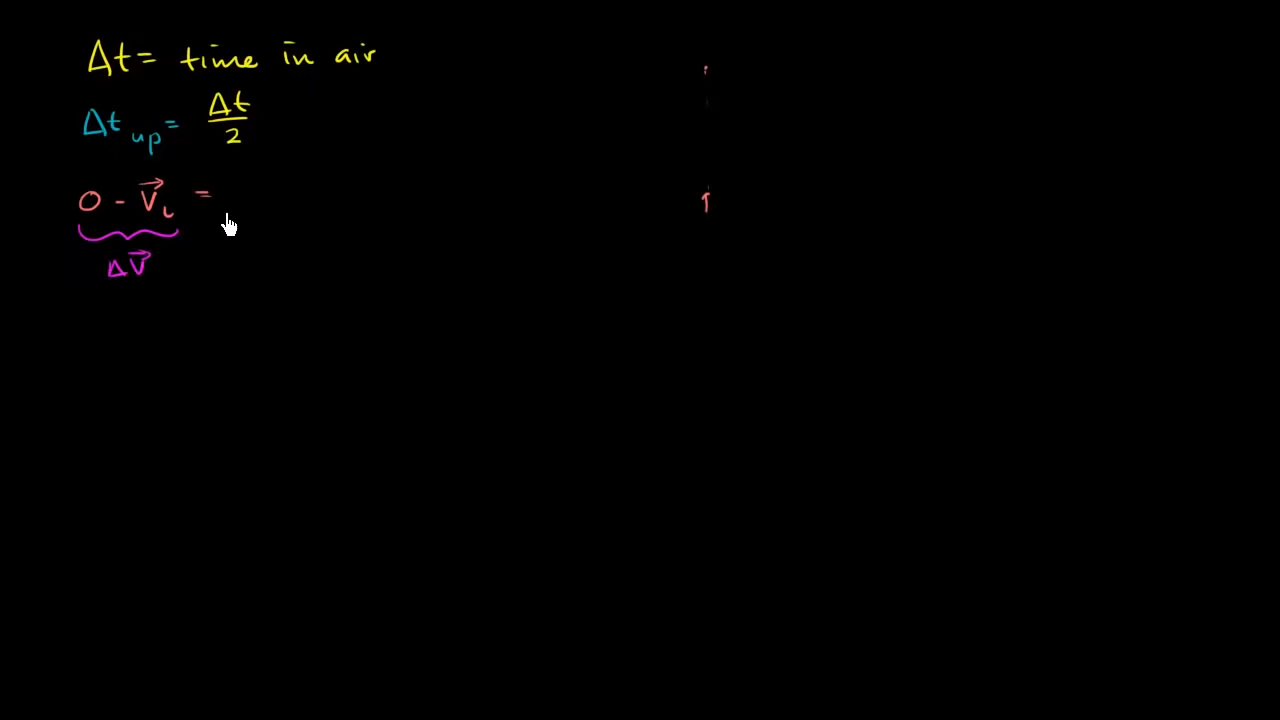 Δt = time in air
Δt up = Δt/2
0 - V⃗i =
ΔV⃗